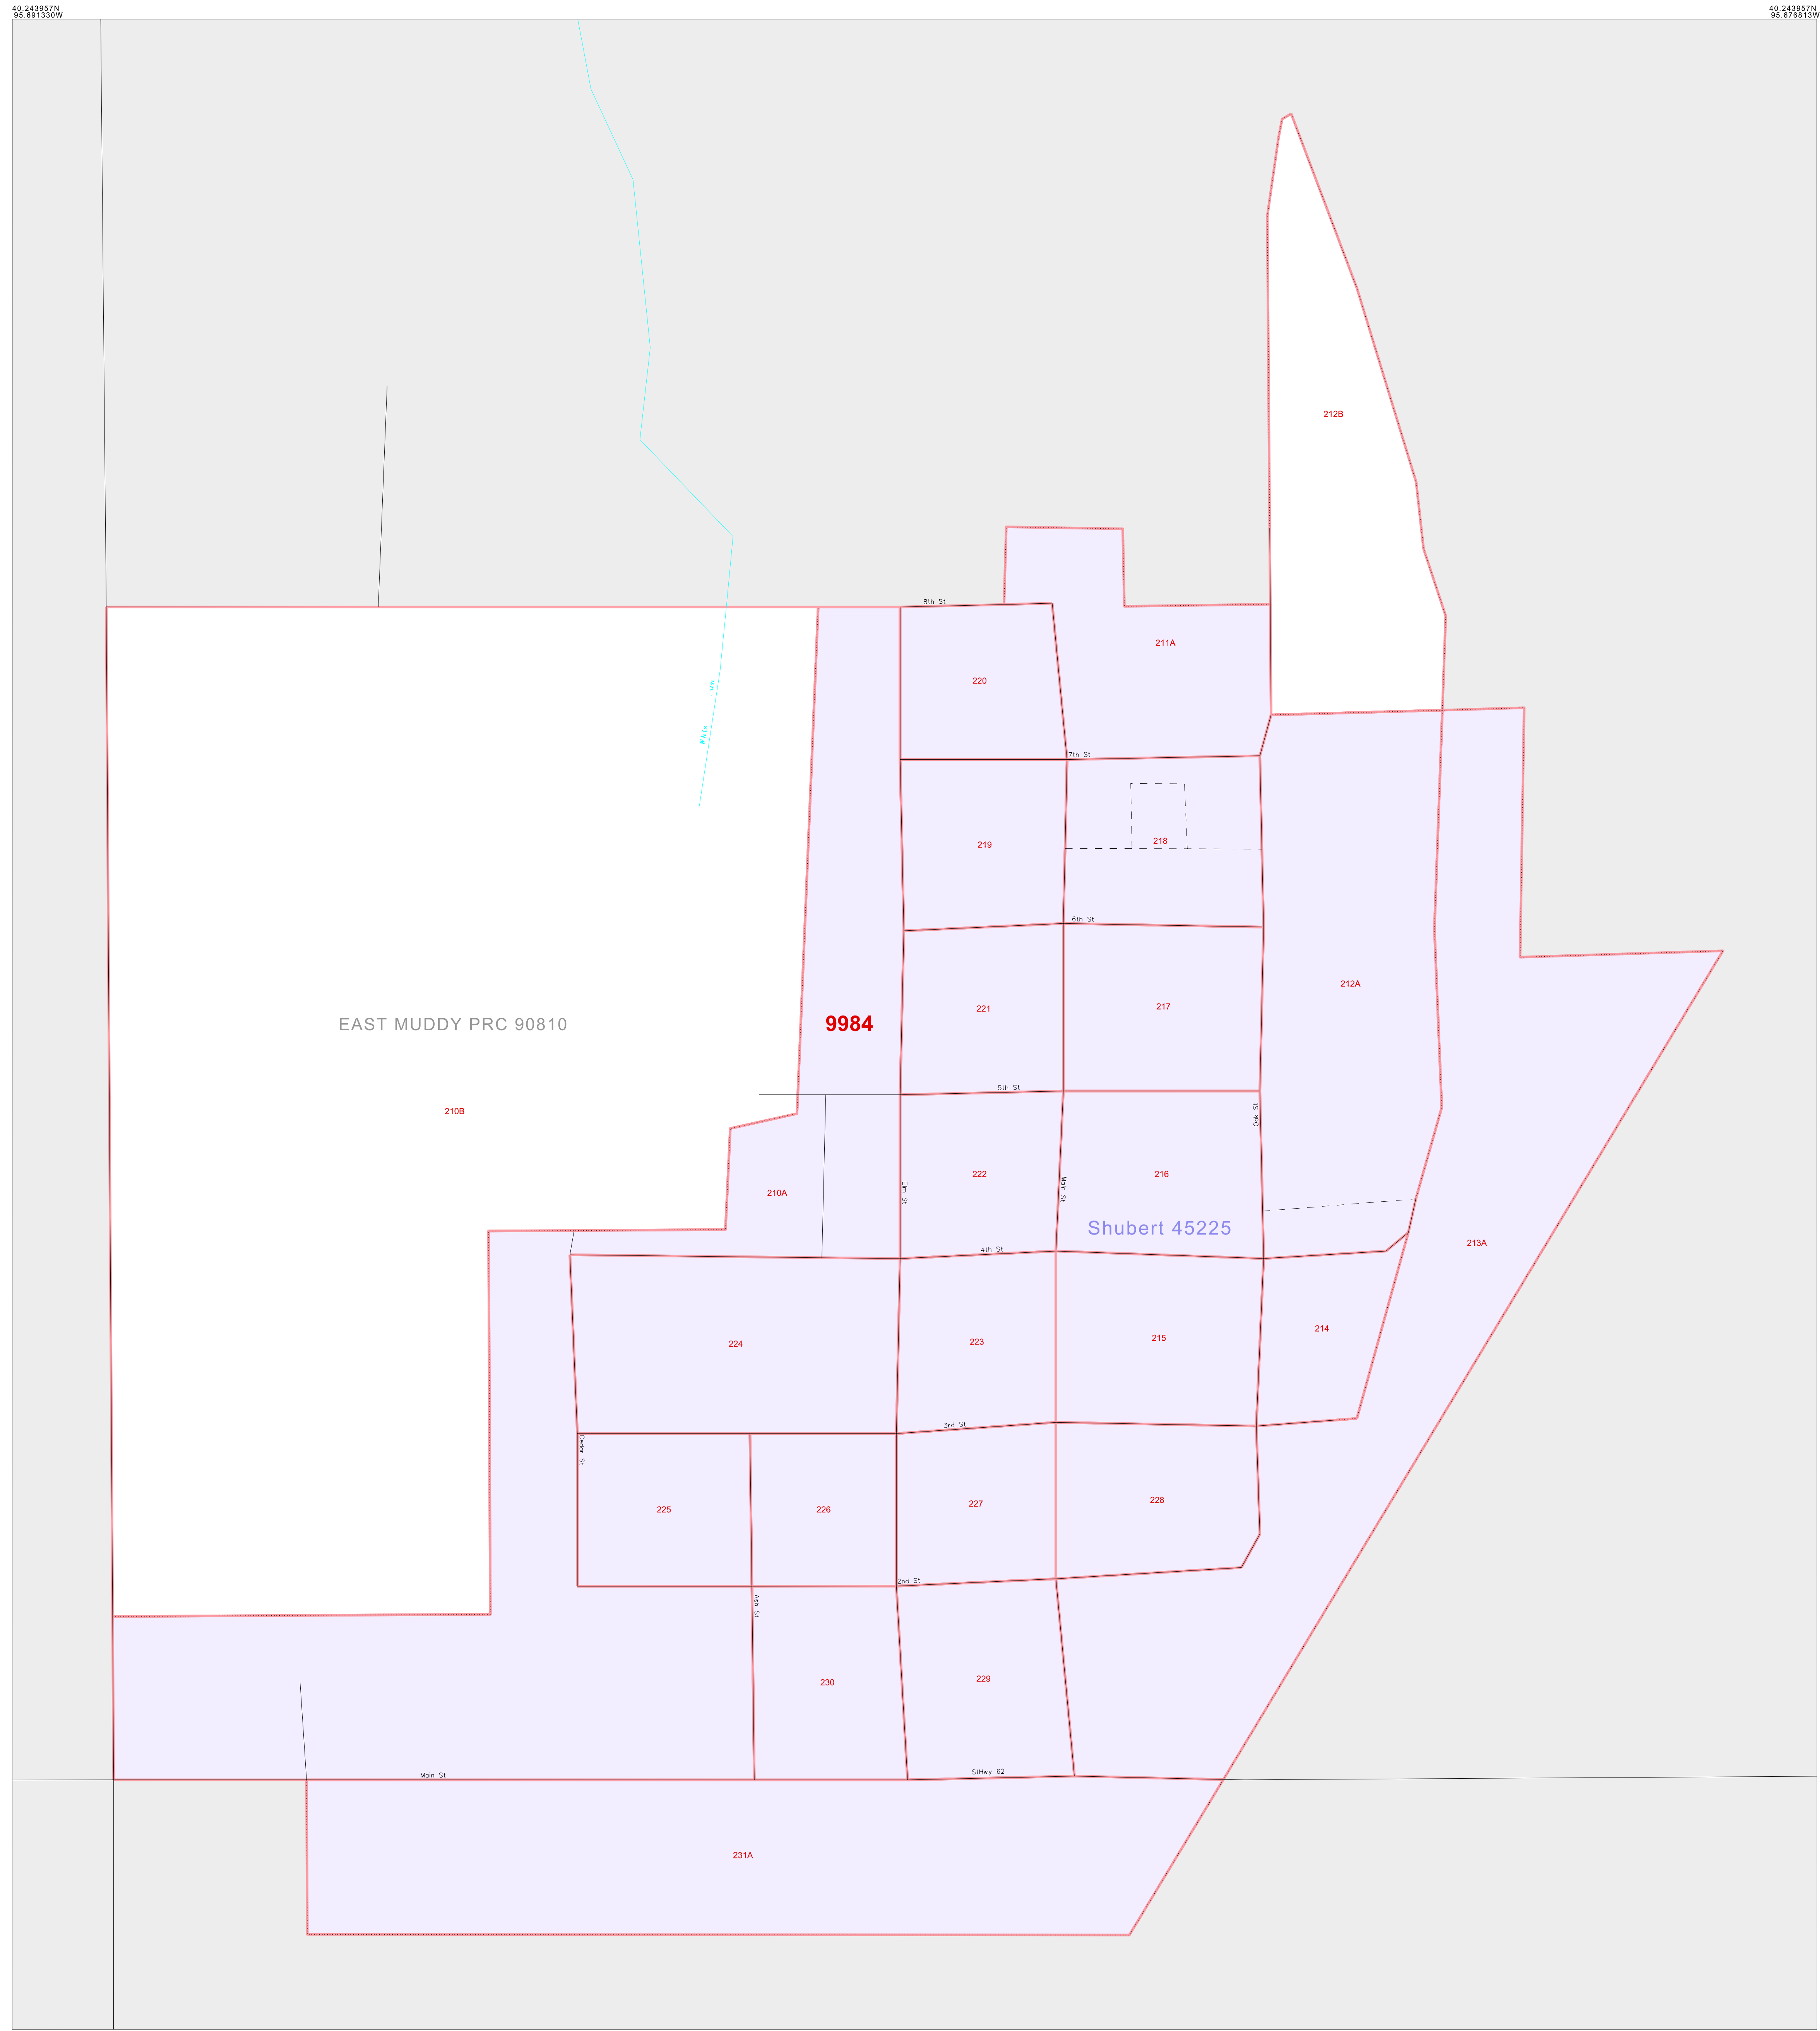 40.243957N
95.691330W
40.243957N
95.676813W
212B
8th St
211A
220
7th St
218
219
6th St
212A
217
221
9984
EAST MUDDY PRC 90810
5th St
210B
Oak St
222
216
Main St
Elm St
210A
Shubert 45225
213A
4th St
214
215
223
224
3rd St
Cedar St
228
227
225
226
2nd St
Ash St
229
230
StHwy 62
Main St
231A